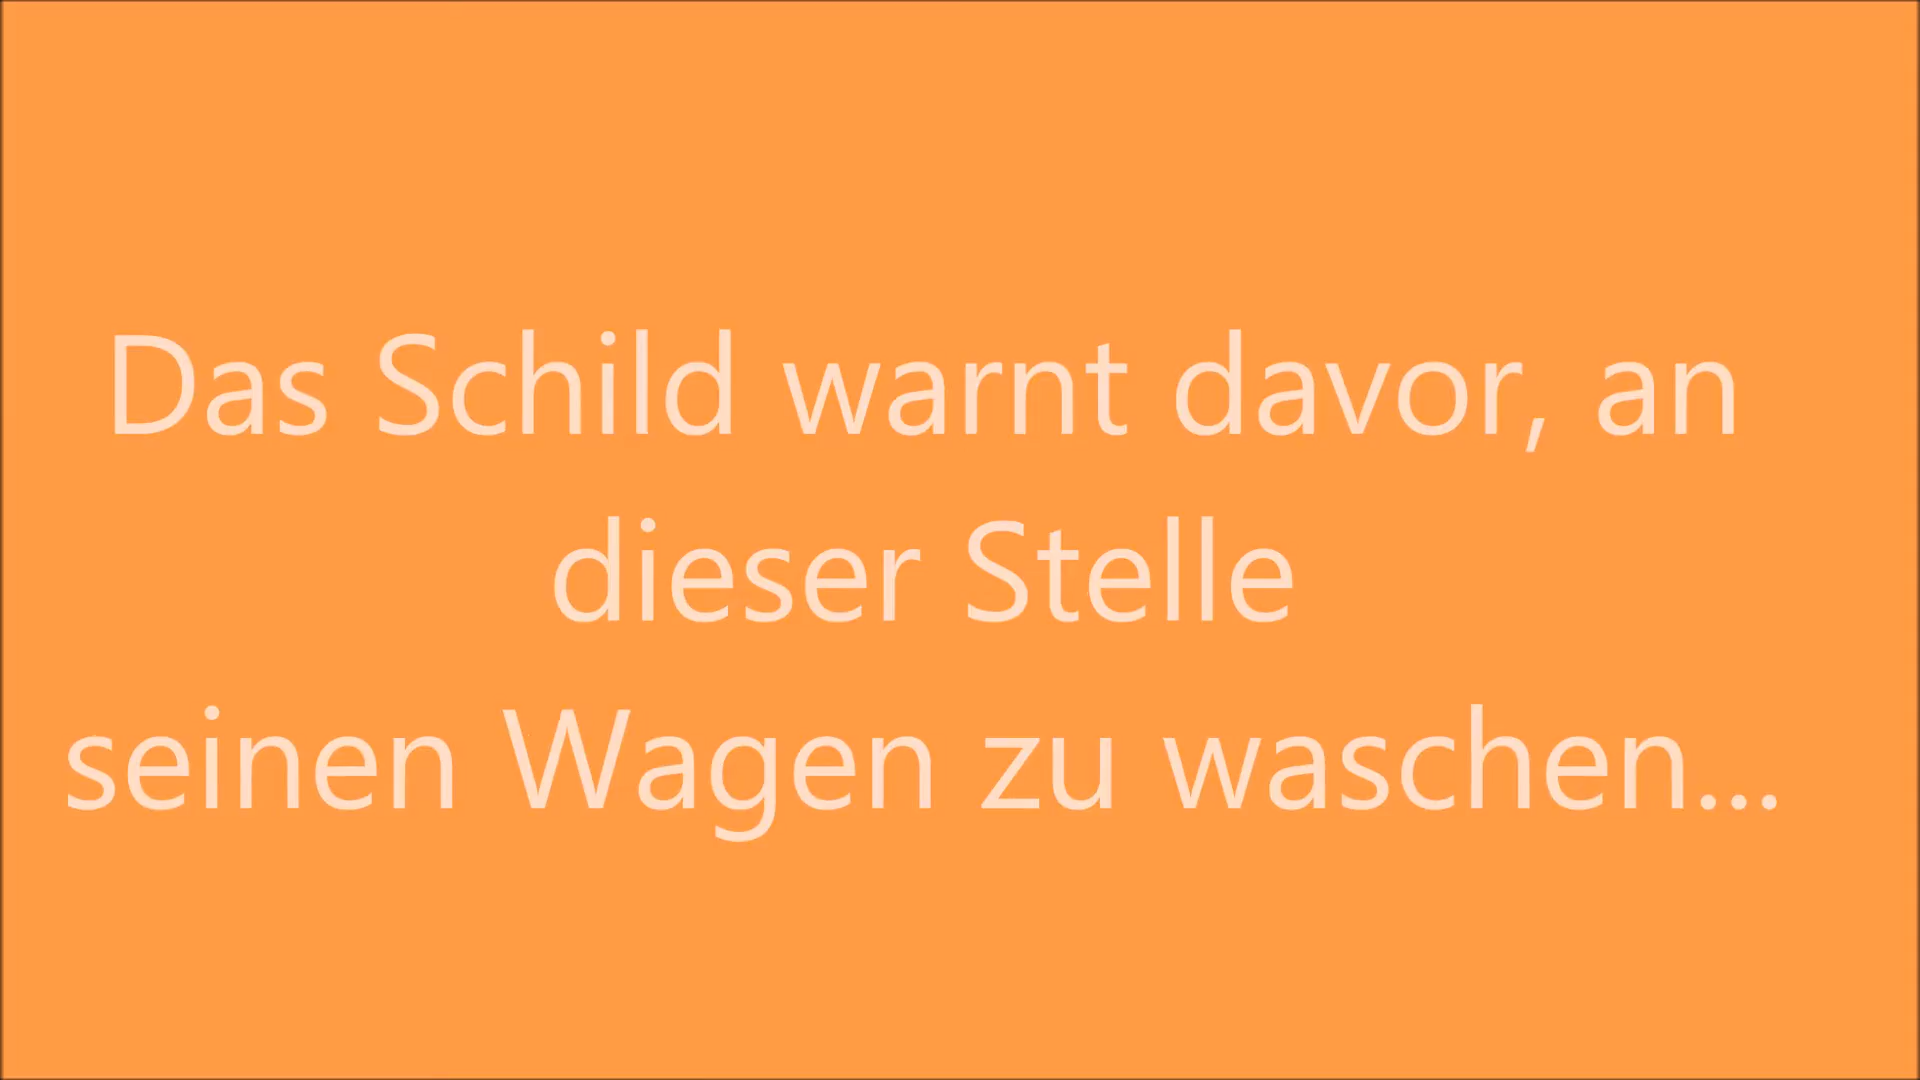 Das Schild warnt davor, an
dieser Stelle
seinen Wagen zu waschen...